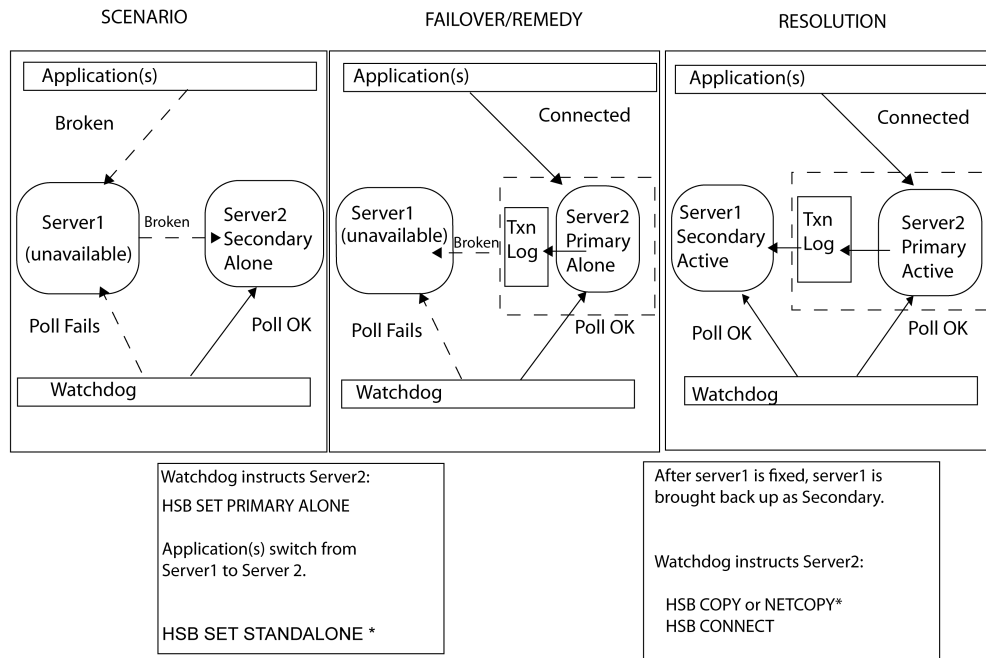 SCENARIO
FAILOVER/REMEDY
RESOLUTION
Application(s)
Broken
Server1
(unavailable)
Broken
Server2
Secondary
Alone
Poll Fails
Poll OK
Watchdog
Application(s)
Connected
Server1
(unavailable)
Broken
Txn
Log
Server2
Primary
Alone
Poll Fails
Poll OK
Watchdog
Application(s)
Connected
Server1
Secondary
Active
Txn
Log
Server2
Primary
Active
Poll OK
Poll OK
Watchdog
Watchdog instructs Server2:
HSB SET PRIMARY ALONE
Application(s) switch from
Server1 to Server 2.
HSB SET STANDALONE *
After server1 is fixed, server1 is
brought back up as Secondary.
Watchdog instructs Server2:
HSB COPY or NETCOPY*
HSB CONNECT